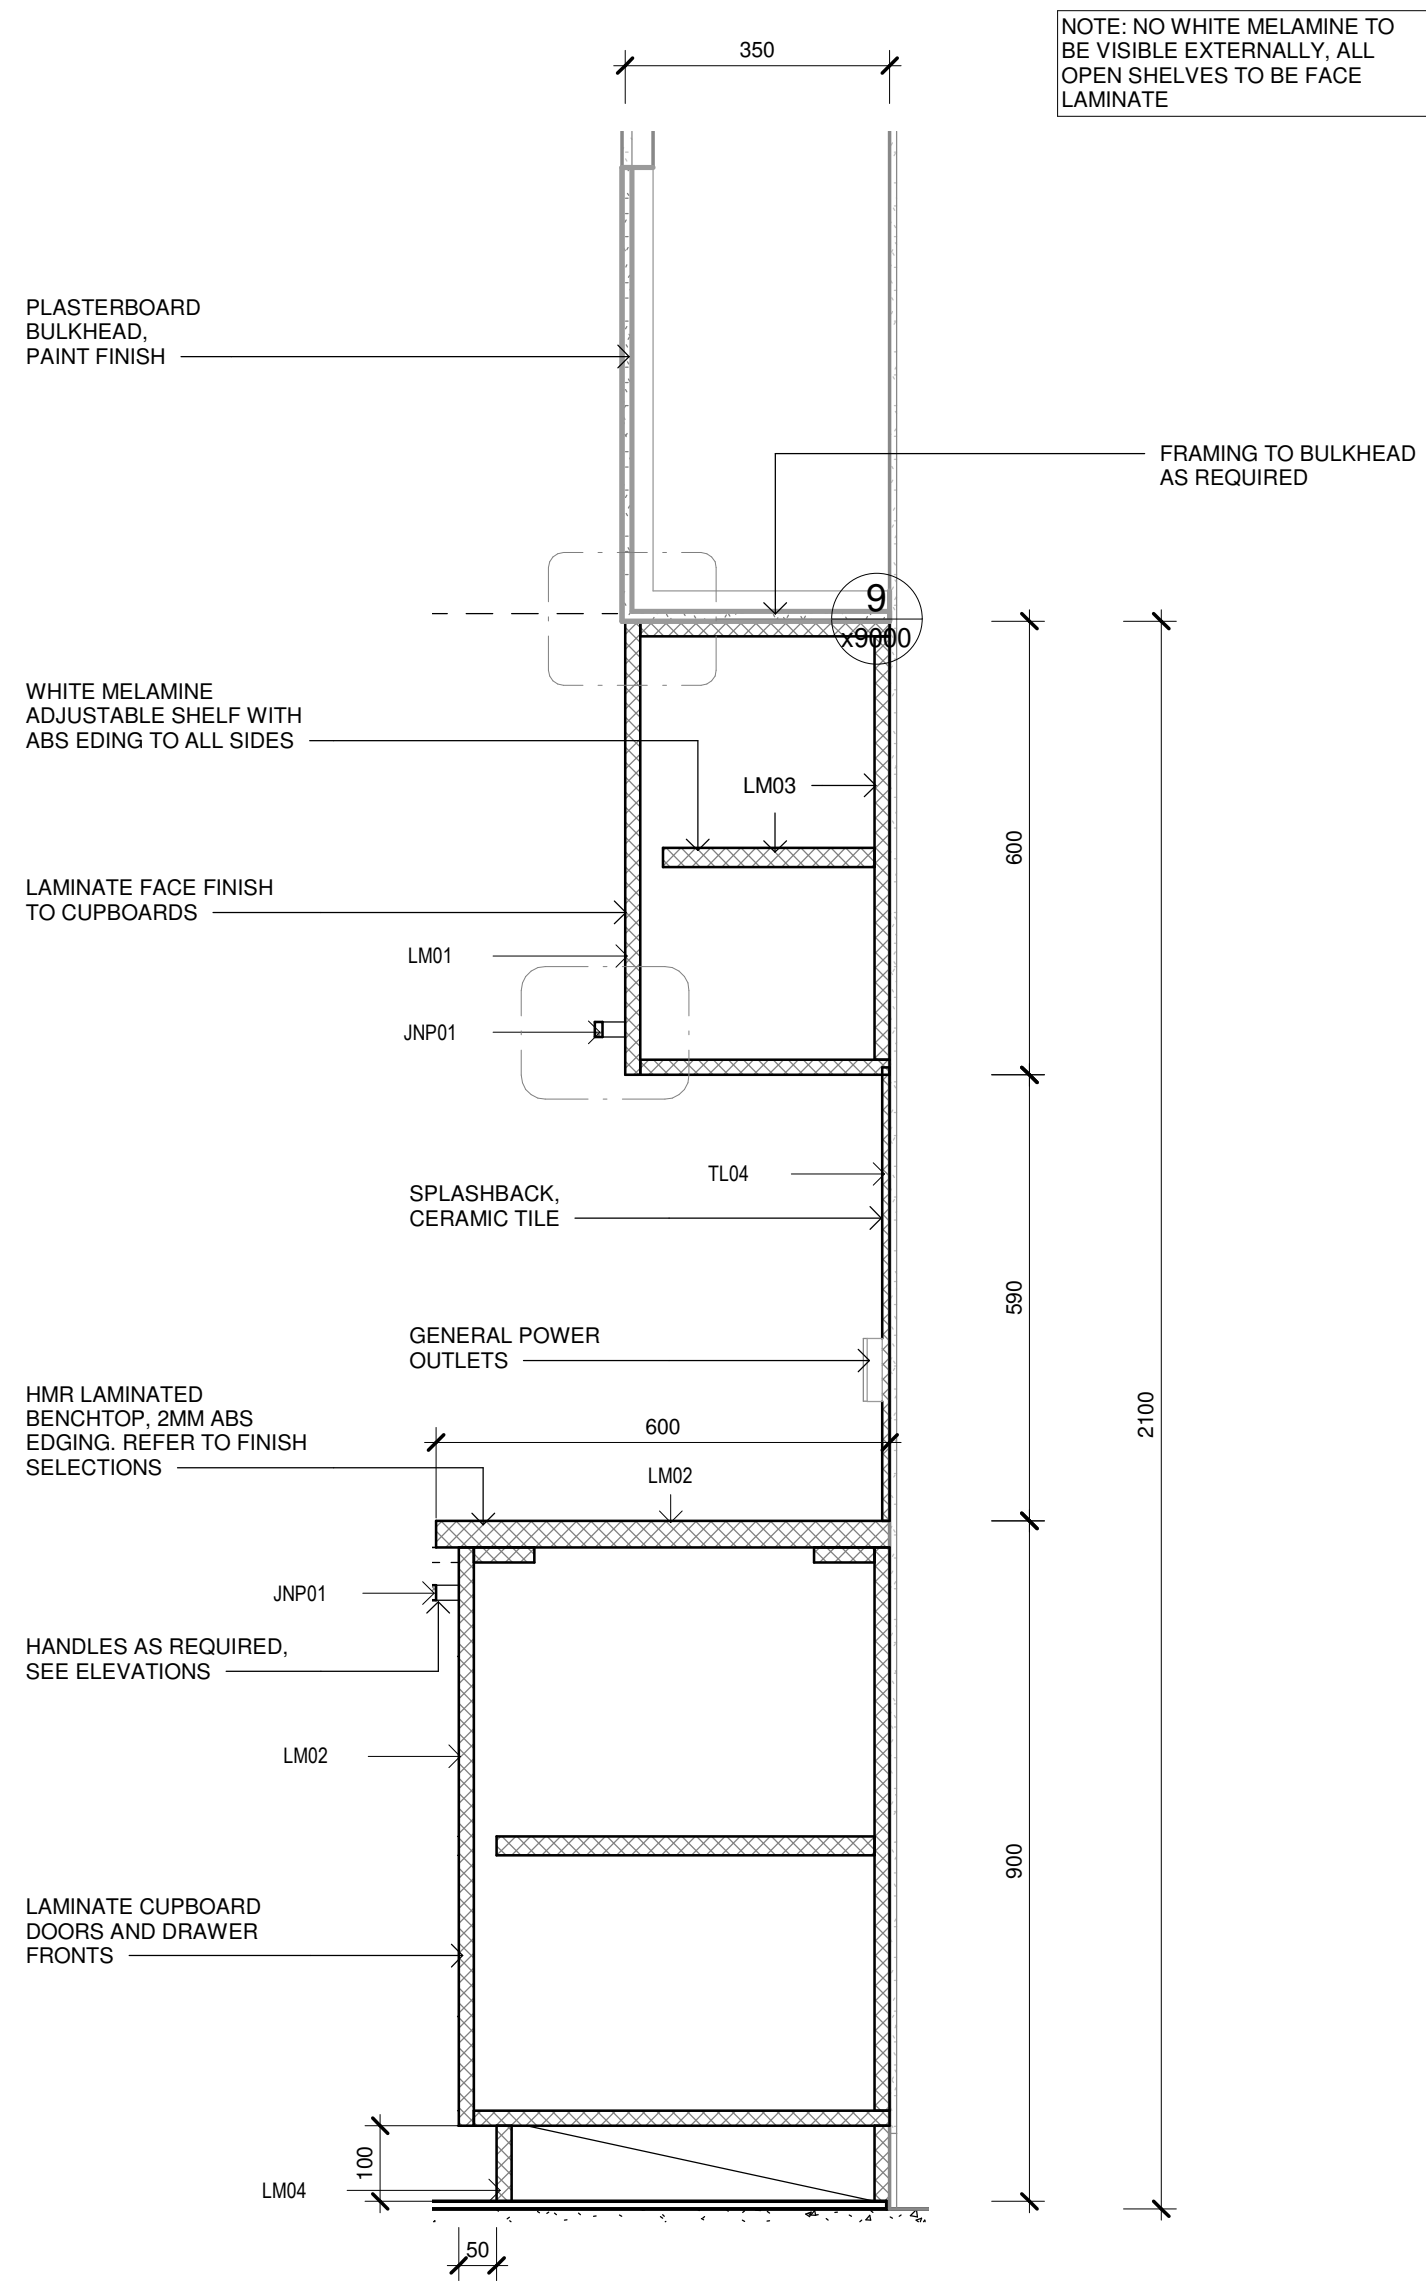 NOTE: NO WHITE MELAMINE TO
BE VISIBLE EXTERNALLY, ALL
OPEN SHELVES TO BE FACE
LAMINATE
350
PLASTERBOARD
BULKHEAD,
PAINT FINISH
FRAMING TO BULKHEAD
AS REQUIRED
9
x9000
WHITE MELAMINE
ADJUSTABLE SHELF WITH
ABS EDING TO ALL SIDES
LM03
600
LAMINATE FACE FINISH
TO CUPBOARDS
LM01
JNP01
TL04
SPLASHBACK,
CERAMIC TILE
590
GENERAL POWER
OUTLETS
HMR LAMINATED
BENCHTOP, 2MM ABS
EDGING. REFER TO FINISH
SELECTIONS
600
LM02
2100
JNP01
HANDLES AS REQUIRED,
SEE ELEVATIONS
LM02
900
LAMINATE CUPBOARD
DOORS AND DRAWER
FRONTS
100
LM04
50